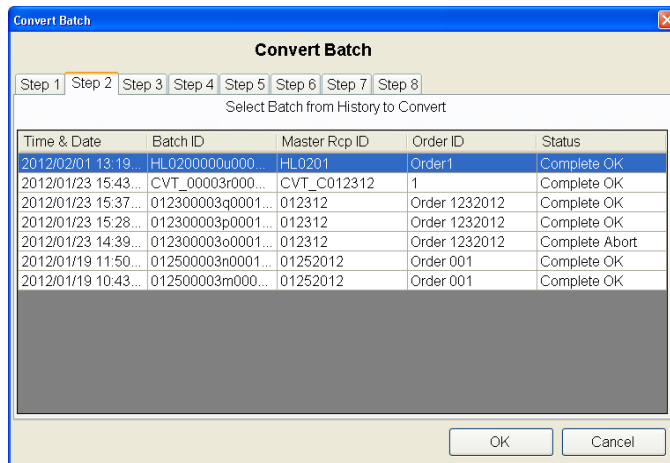 Convert Batch
Convert Batch
Step 1 Step 2 Step 3 Step 4 Step 5 Step 6 Step 7 Step 8
Select Batch from History to Convert
Time & Date Batch ID Master Rcp ID Order ID Status
2012/02/01 13:19... HL0200000u000... HL0201 Order1 Complete OK
2012/01/23 15:43... CVT_00003r000... CVT_C012312 1 Complete OK
2012/01/23 15:37... 012300003q0001... 012312 Order 1232012 Complete OK
2012/01/23 15:28... 012300003p0001... 012312 Order 1232012 Complete OK
2012/01/23 14:39... 012300003o0001... 012312 Order 1232012 Complete Abort
2012/01/19 11:50... 012500003n0001... 01252012 Order 001 Complete OK
2012/01/19 10:43... 012500003m000... 01252012 Order 001 Complete OK
OK Cancel